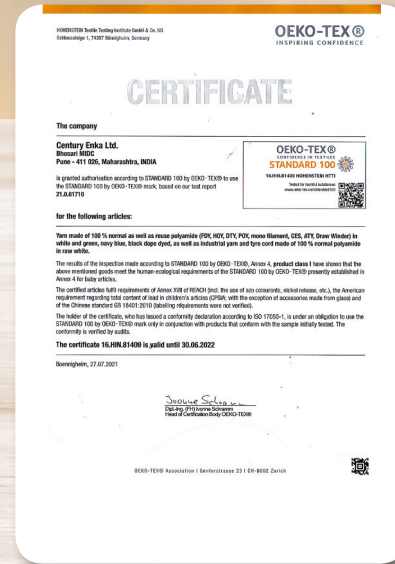 HOHENSTEIN Textile Testing Institute GmbH & Co. KG
Schlosssteige 1, 74357 Bönnigheim, Germany
OEKO-TEX®
INSPIRING CONFIDENCE
CERTIFICATE
The company
Century Enka Ltd.
Bhosari MIDC
Pune - 411 026, Maharashtra, INDIA
is granted authorisation according to STANDARD 100 by OEKO-TEX® to use
the STANDARD 100 by OEKO-TEX® mark, based on our test report
21.0.61710
OEKO-TEX®
CONFIDENCE IN TEXTILES
STANDARD 100
16.HIN.81409 HOHENSTEIN HTTI
Tested for harmful substances
www.oeko-tex.com/standard100
for the following articles:
Yarn made of 100 % normal as well as reuse polyamide (FDY, HOY, DTY, POY, mono filament, CES, ATY, Draw Winder) in
white and green, navy blue, black dope dyed, as well as industrial yarn and tyre cord made of 100 % normal polyamide
in raw white.
The results of the inspection made according to STANDARD 100 by OEKO-TEX®, Annex 4, product class I have shown that the
above mentioned goods meet the human-ecological requirements of the STANDARD 100 by OEKO-TEX® presently established in
Annex 4 for baby articles.
The certified articles fulfil requirements of Annex XVII of REACH (incl. the use of azo colourants, nickel release, etc.), the American
requirement regarding total content of lead in children's articles (CPSIA; with the exception of accessories made from glass) and
of the Chinese standard GB 18401:2010 (labelling requirements were not verified).
The holder of the certificate, who has issued a conformity declaration according to ISO 17050-1, is under an obligation to use the
STANDARD 100 by OEKO-TEX® mark only in conjunction with products that conform with the sample initially tested. The
conformity is verified by audits.
The certificate 16.HIN.81409 is valid until 30.06.2022
Boennigheim, 27.07.2021
Dipl.-Ing. (FH) Ivonne Schramm
Head of Certification Body OEKO-TEX®
OEKO-TEX® Association | Genferstrasse 23 | CH-8002 Zurich